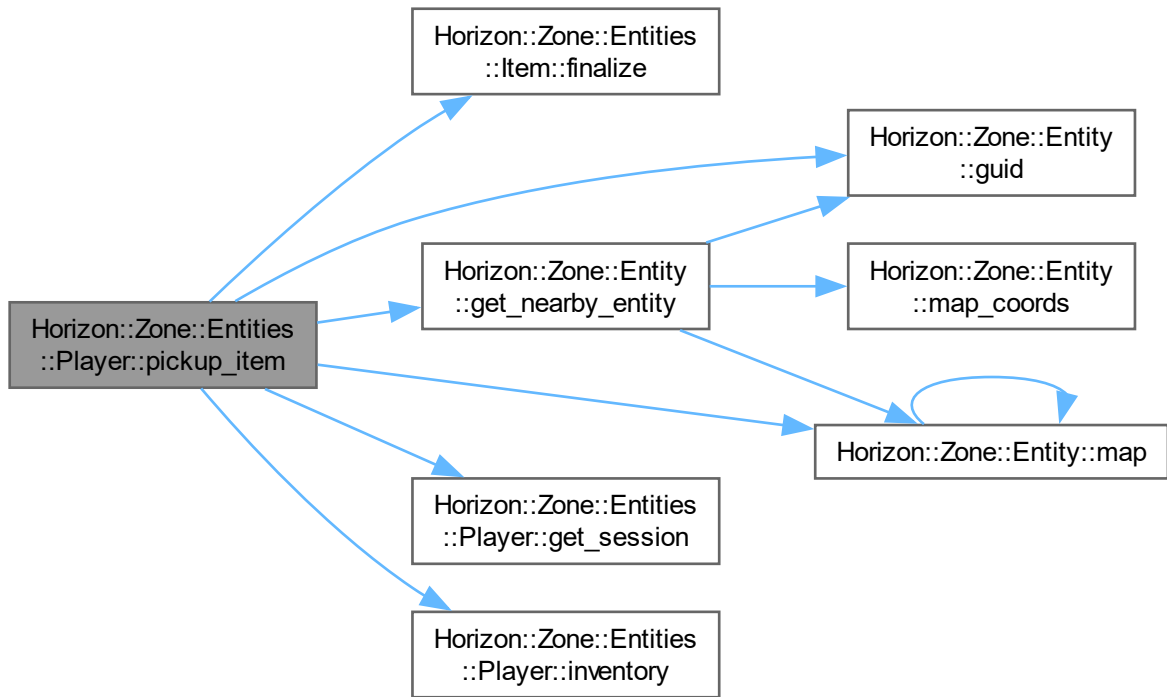 Horizon::Zone::Entities
::Item::finalize
Horizon::Zone::Entity
::guid
Horizon::Zone::Entity
::get_nearby_entity
Horizon::Zone::Entity
::map_coords
Horizon::Zone::Entities
::Player::pickup_item
Horizon::Zone::Entity::map
Horizon::Zone::Entities
::Player::get_session
Horizon::Zone::Entities
::Player::inventory